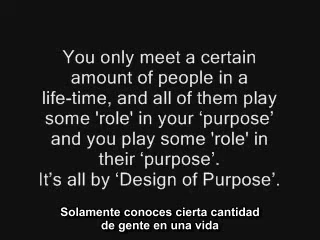 You only meet a certain
amount of people in a
life-time, and all of them play
some 'role' in your ‘purpose’
and you play some 'role' in
their ‘purpose’.
It’s all by ‘Design of Purpose’.
Solamente conoces cierta cantidad
de gente en una vida